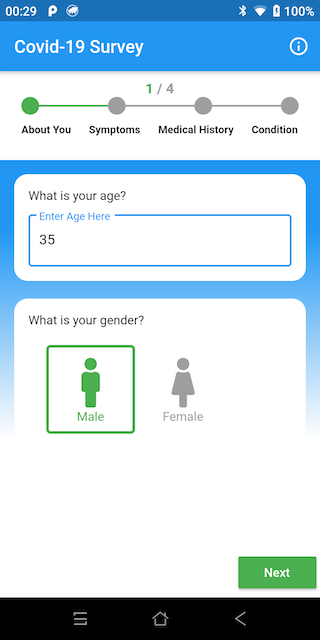 00:29 100%
Covid-19 Survey
1 / 4
About You Symptoms Medical History Condition
What is your age?
Enter Age Here
35
What is your gender?
Male Female
Next